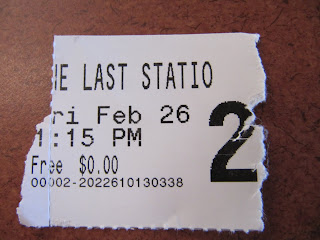 HE LAST STATIO
ri Feb 26
1:15 PM
Free $0.00
00002-2022610130338
2